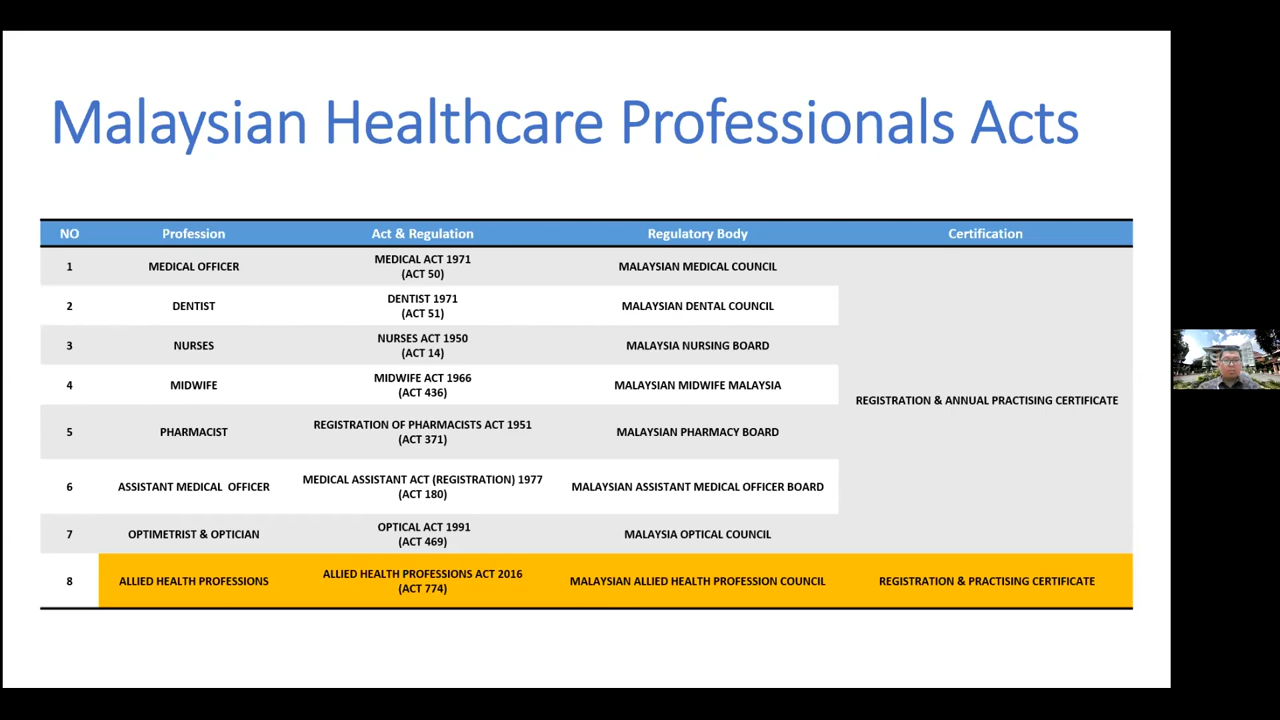 Malaysian Healthcare Professionals Acts
NO Profession Act & Regulation Regulatory Body Certification
1 MEDICAL OFFICER MEDICAL ACT 1971 (ACT 50) MALAYSIAN MEDICAL COUNCIL
2 DENTIST DENTIST 1971 (ACT 51) MALAYSIAN DENTAL COUNCIL
3 NURSES NURSES ACT 1950 (ACT 14) MALAYSIA NURSING BOARD
4 MIDWIFE MIDWIFE ACT 1966 (ACT 436) MALAYSIAN MIDWIFE MALAYSIA
REGISTRATION & ANNUAL PRACTISING CERTIFICATE
5 PHARMACIST REGISTRATION OF PHARMACISTS ACT 1951 (ACT 371) MALAYSIAN PHARMACY BOARD
6 ASSISTANT MEDICAL OFFICER MEDICAL ASSISTANT ACT (REGISTRATION) 1977 (ACT 180) MALAYSIAN ASSISTANT MEDICAL OFFICER BOARD
7 OPTIMETRIST & OPTICIAN OPTICAL ACT 1991 (ACT 469) MALAYSIA OPTICAL COUNCIL
8 ALLIED HEALTH PROFESSIONS ALLIED HEALTH PROFESSIONS ACT 2016 (ACT 774) MALAYSIAN ALLIED HEALTH PROFESSION COUNCIL REGISTRATION & PRACTISING CERTIFICATE